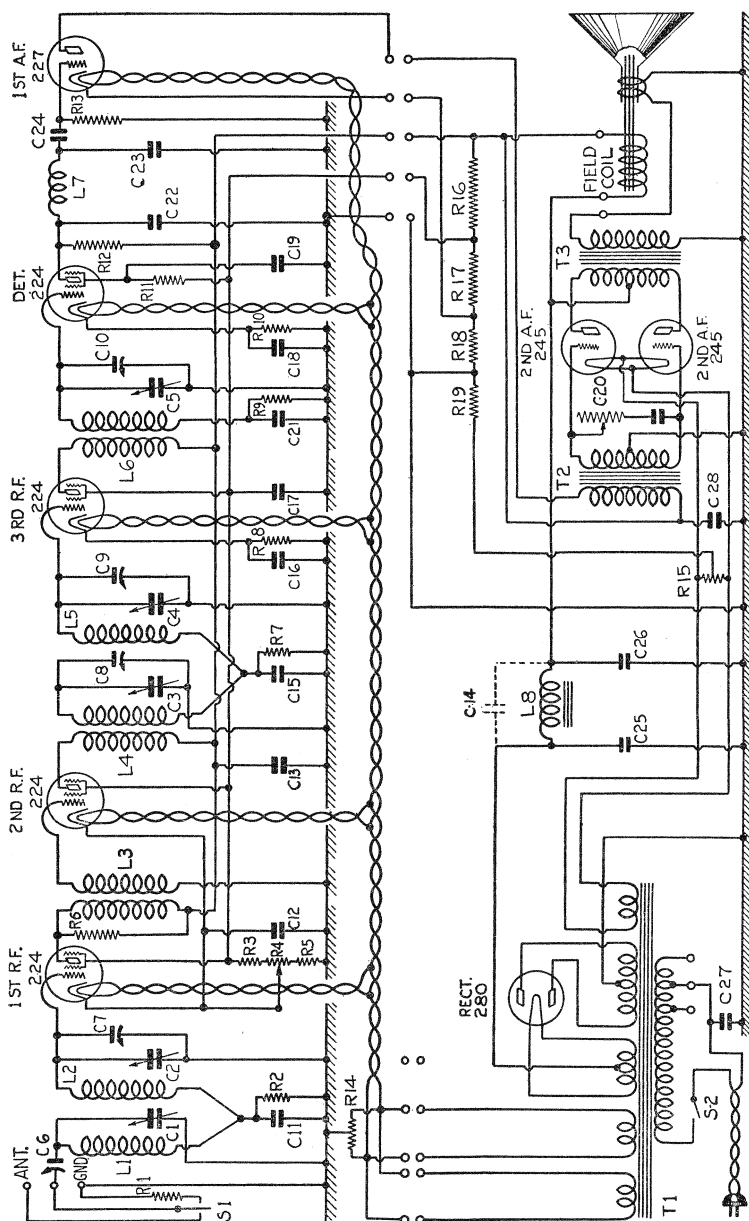 1ST A.F.
227
R13
C24
L7
C23
C22
R12
DET.
224
R11
C19
C10
R10
C18
C5
R9
C21
L6
3RD R.F.
224
C17
R8
C16
C9
L5
C4
R7
C15
C8
C3
L4
C13
2ND R.F.
224
L3
R6
C12
R3
R4
R5
1ST R.F.
224
C7
L2
C2
R2
C11
C1
L1
C6
ANT.
GND
R1
S1
R14
R16
R17
R18
R19
FIELD
COIL
T3
2ND A.F.
245
2ND A.F.
245
C20
T2
C28
R15
C26
C14
L8
C25
RECT.
280
C27
S2
T1